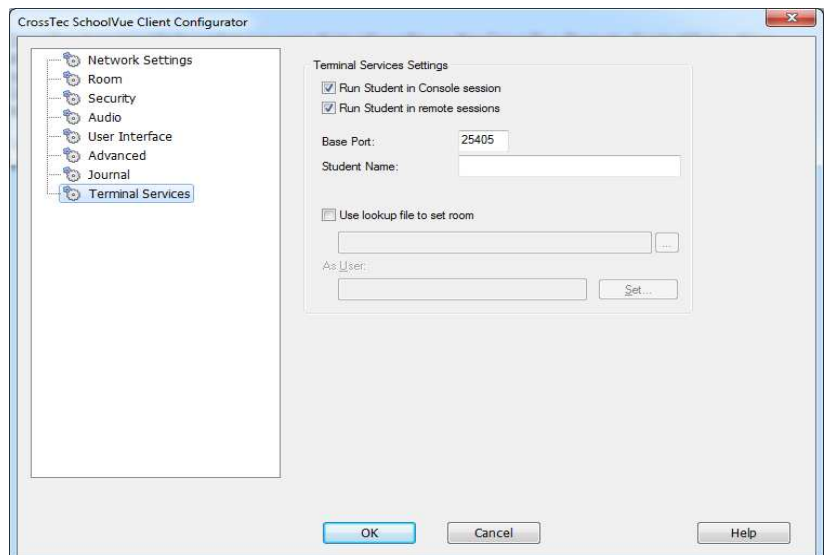 CrossTec SchoolVue Client Configurator
Network Settings
Room
Security
Audio
User Interface
Advanced
Journal
Terminal Services
Terminal Services Settings
Run Student in Console session
Run Student in remote sessions
Base Port: 25405
Student Name:
Use lookup file to set room
...
As User:
Set...
OK Cancel Help